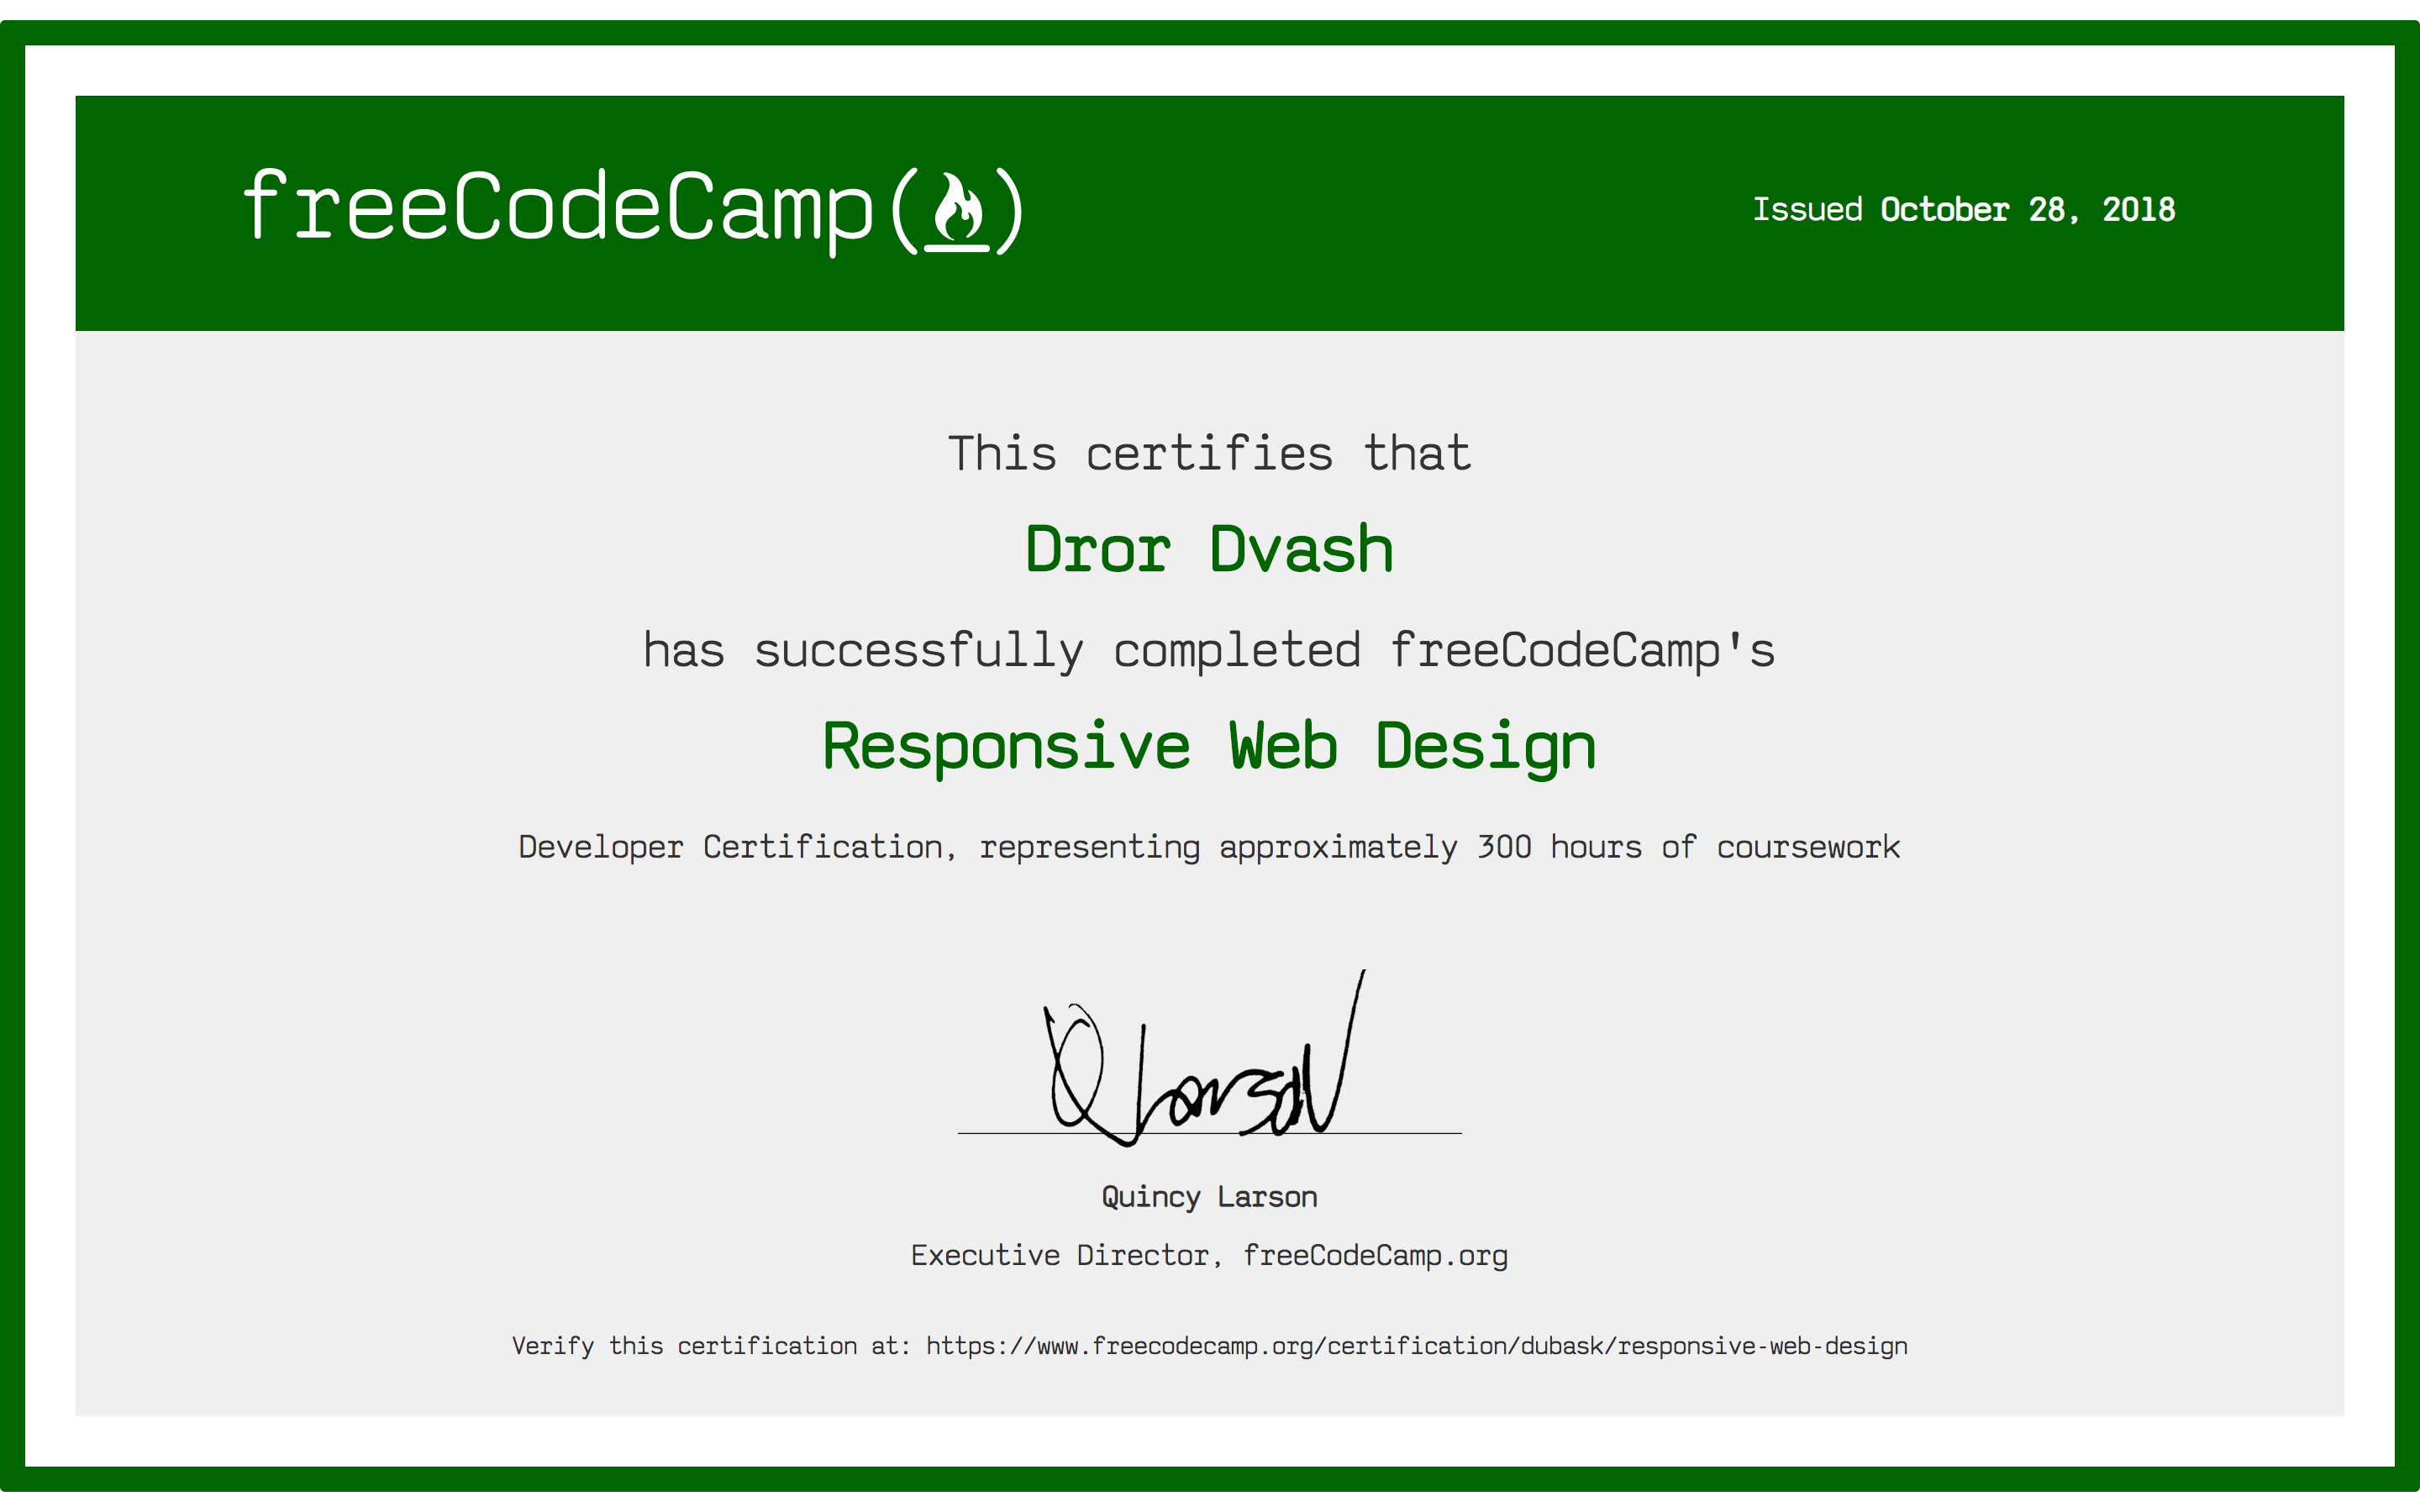 freeCodeCamp(🔥)
Issued October 28, 2018
This certifies that
Dror Dvash
has successfully completed freeCodeCamp's
Responsive Web Design
Developer Certification, representing approximately 300 hours of coursework
Q Larson
Quincy Larson
Executive Director, freeCodeCamp.org
Verify this certification at: https://www.freecodecamp.org/certification/dubask/responsive-web-design